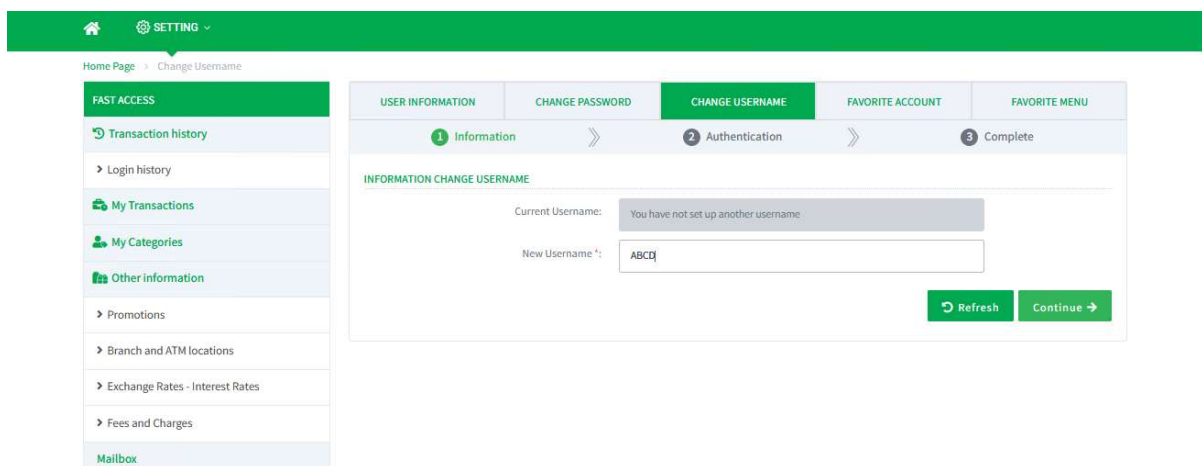 SETTING
Home Page > Change Username
FAST ACCESS
Transaction history
> Login history
My Transactions
My Categories
Other information
> Promotions
> Branch and ATM locations
> Exchange Rates - Interest Rates
> Fees and Charges
Mailbox
USER INFORMATION CHANGE PASSWORD CHANGE USERNAME FAVORITE ACCOUNT FAVORITE MENU
1 Information 2 Authentication 3 Complete
INFORMATION CHANGE USERNAME
Current Username: You have not set up another username
New Username *: ABCD
Refresh Continue →